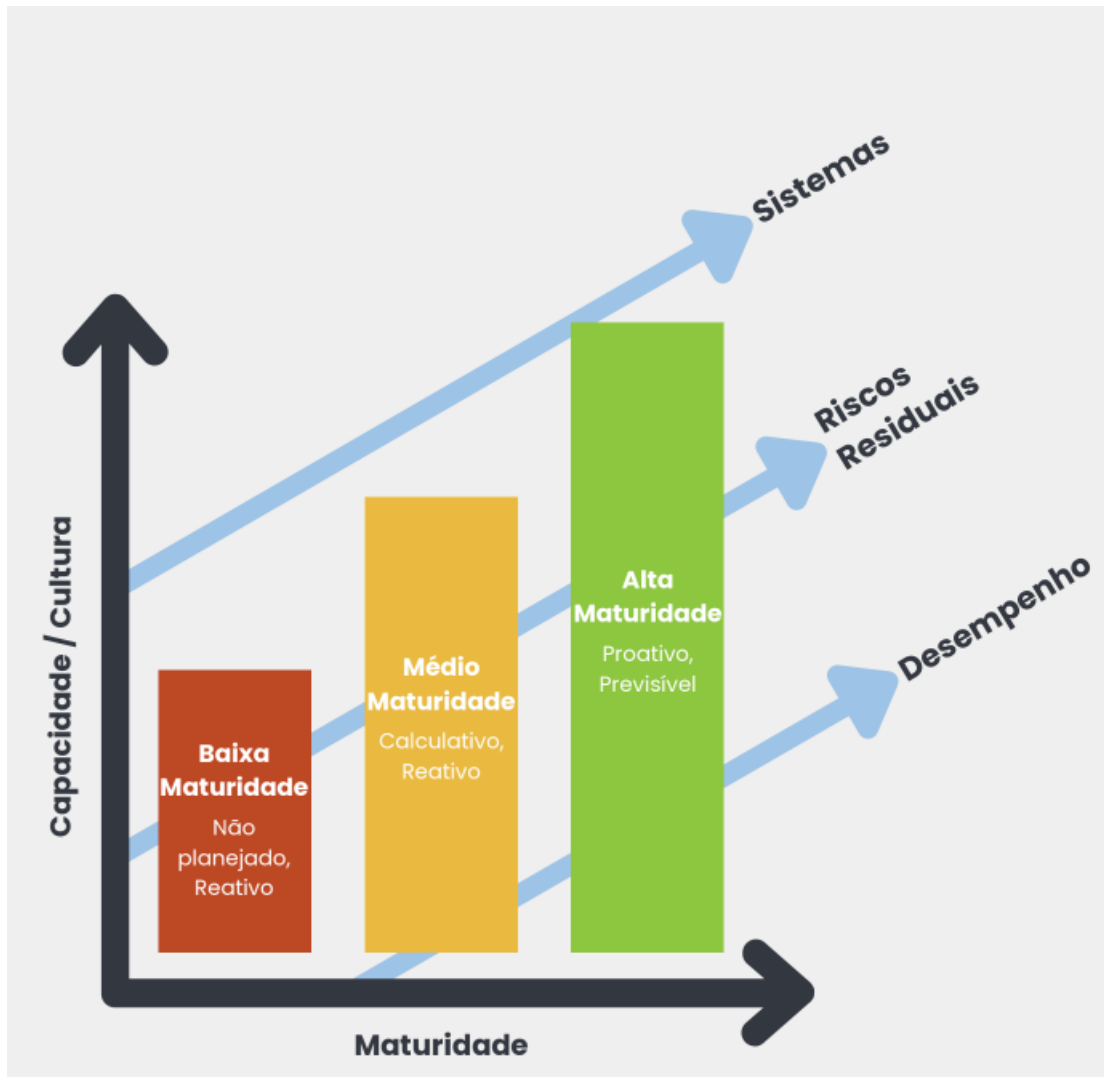 Sistemas
Riscos
Residuais
Desempenho
Capacidade / Cultura
Baixa
Maturidade
Não
planejado,
Reativo
Médio
Maturidade
Calculativo,
Reativo
Alta
Maturidade
Proativo,
Previsível
Maturidade